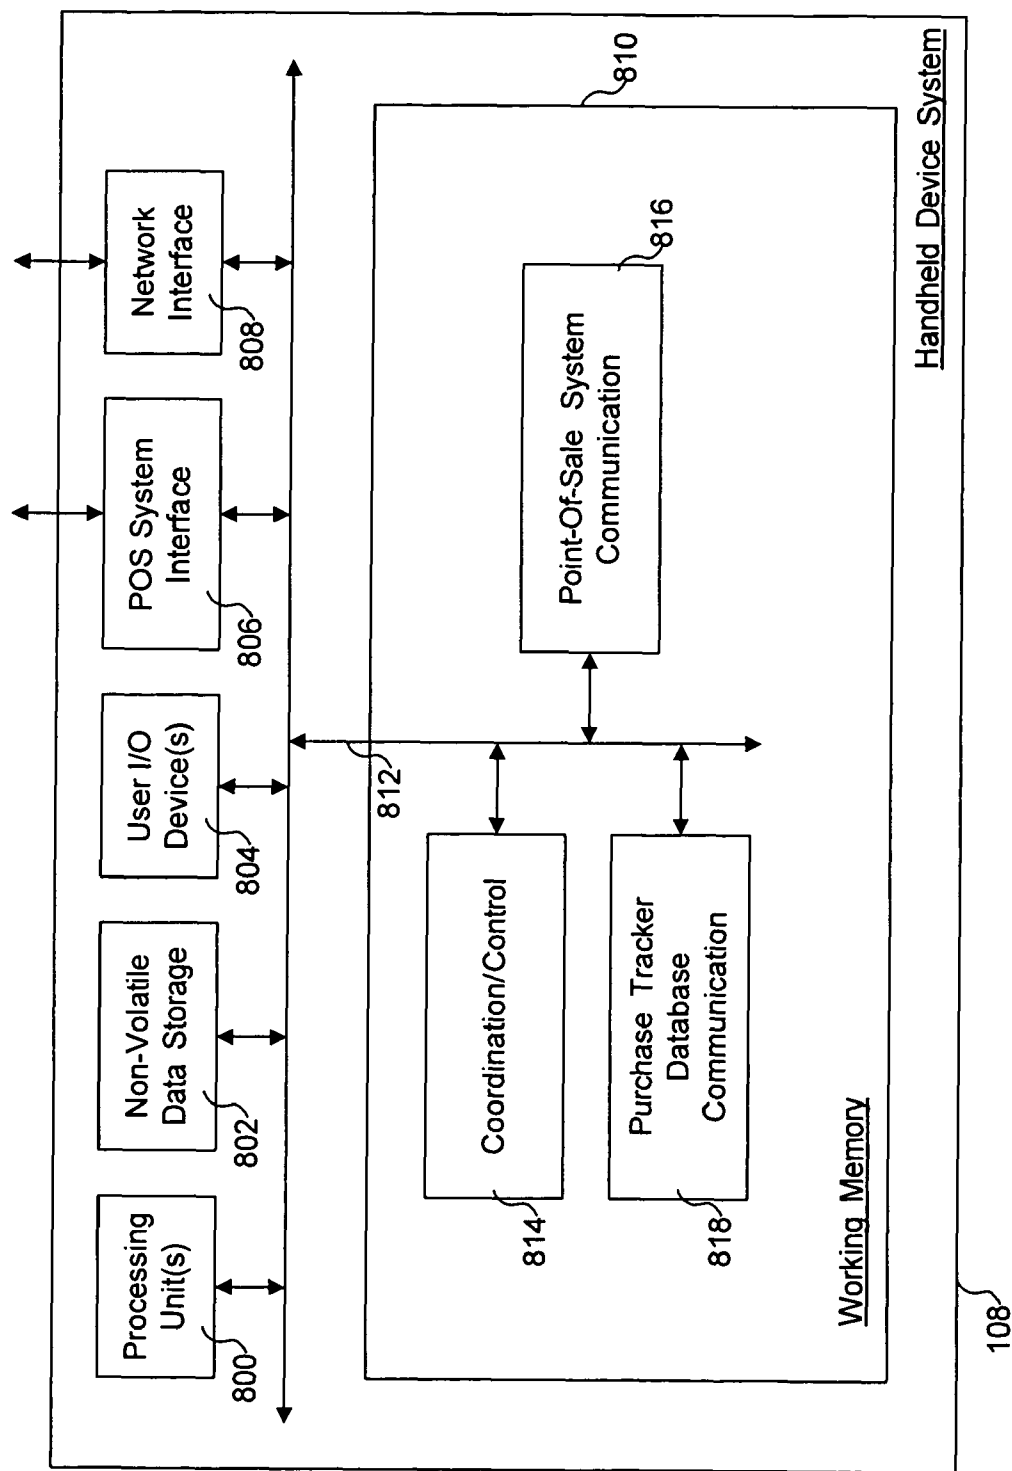 Processing
Unit(s)
800
Non-Volatile
Data Storage
802
User I/O
Device(s)
804
POS System
Interface
806
Network
Interface
808
812
810
Coordination/Control
814
Point-Of-Sale System
Communication
816
Purchase Tracker
Database
Communication
818
Working Memory
Handheld Device System
108